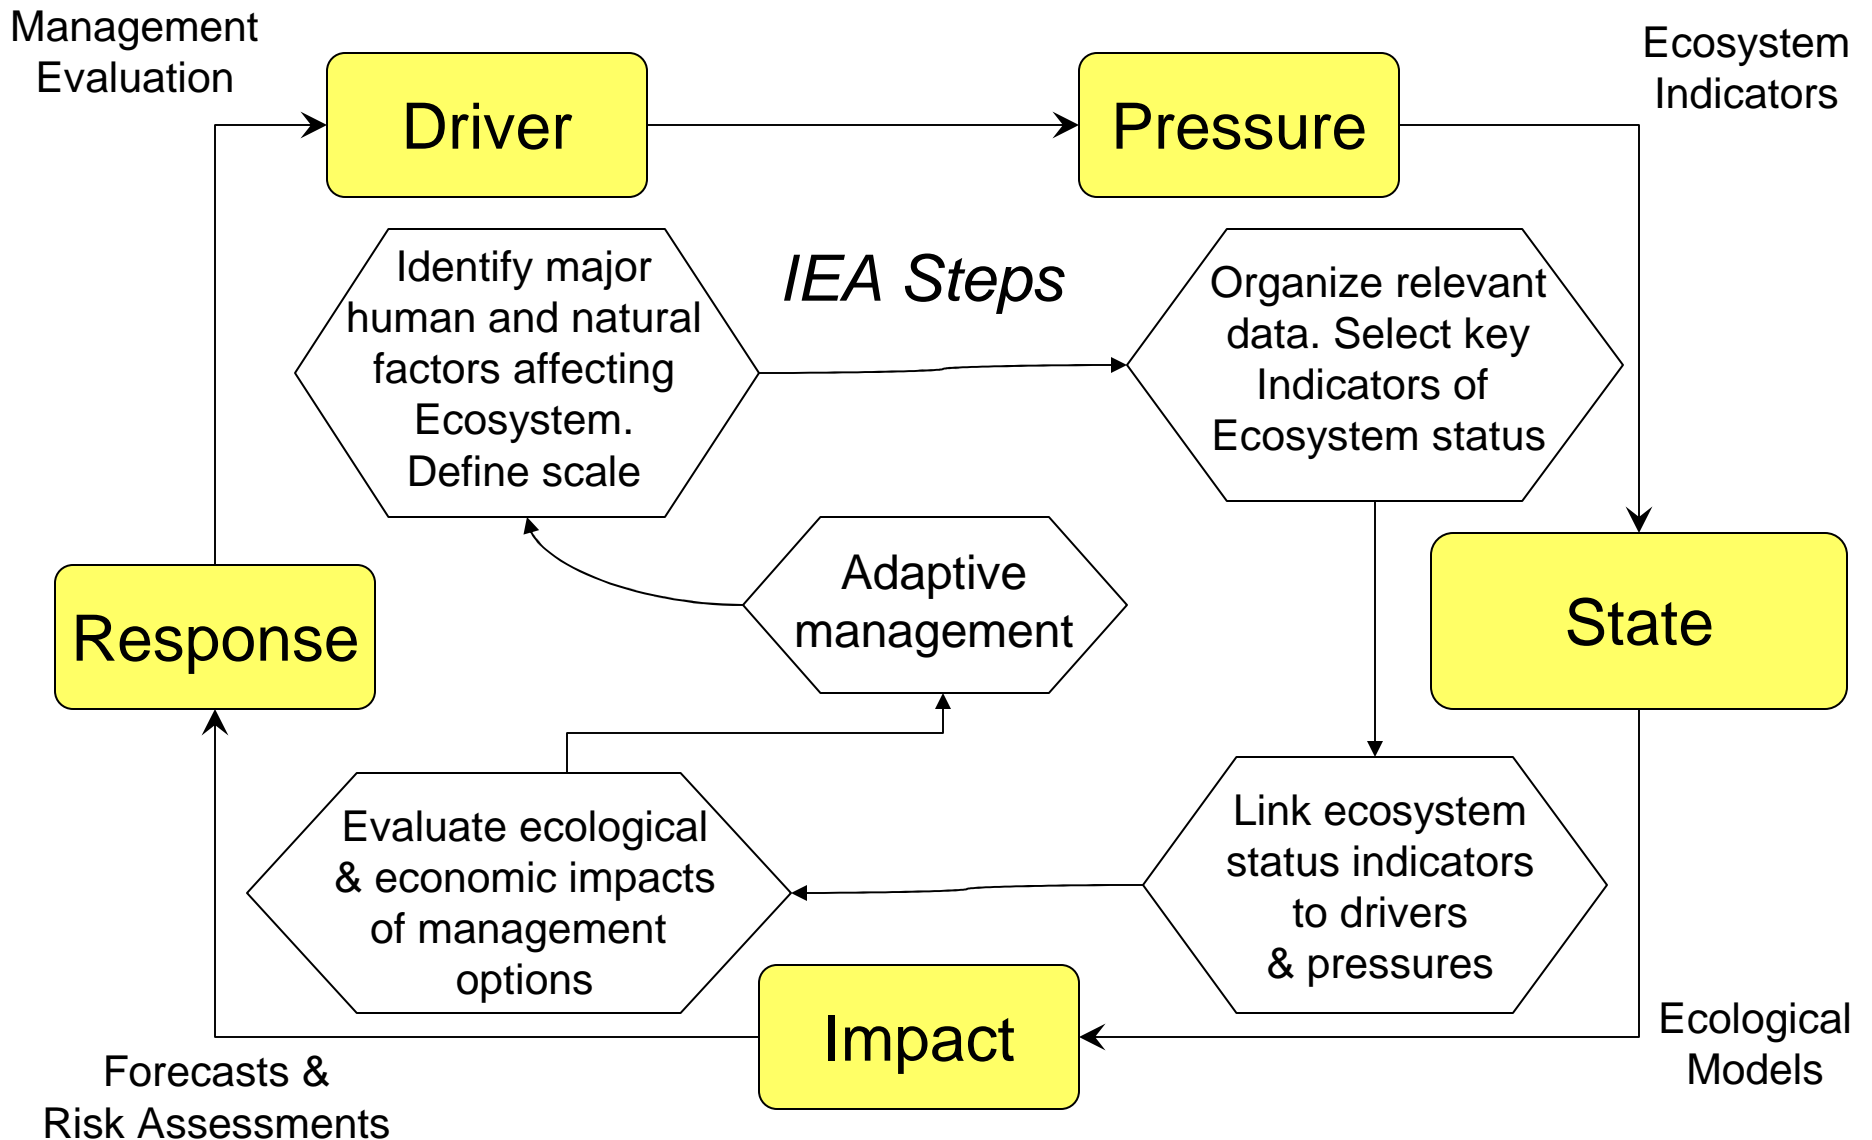 Management
Evaluation
Driver
Pressure
Ecosystem
Indicators
Identify major
human and natural
factors affecting
Ecosystem.
Define scale
IEA Steps
Organize relevant
data. Select key
Indicators of
Ecosystem status
Response
Adaptive
management
State
Evaluate ecological
& economic impacts
of management
options
Link ecosystem
status indicators
to drivers
& pressures
Impact
Forecasts &
Risk Assessments
Ecological
Models